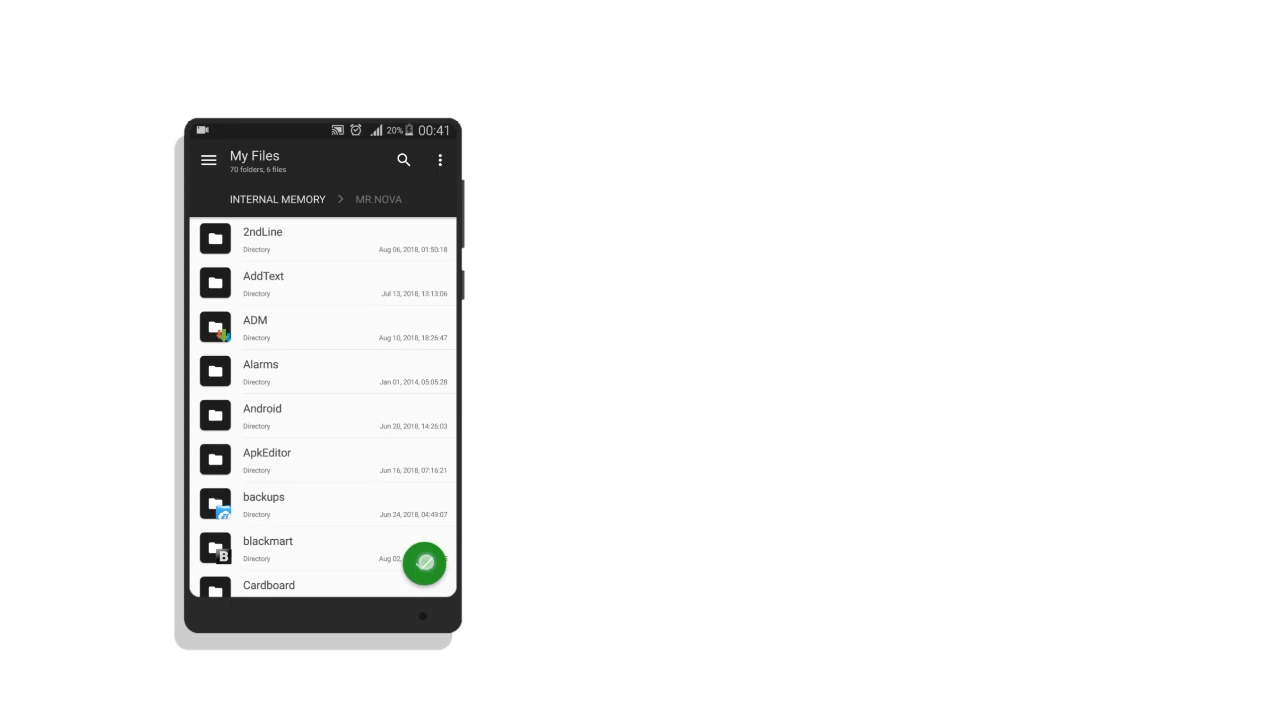 20% 00:41
My Files
70 folders, 6 files
INTERNAL MEMORY > MR.NOVA
2ndLine
Directory Aug 06, 2018, 01:50:18
AddText
Directory Jul 13, 2018, 13:13:06
ADM
Directory Aug 10, 2018, 18:26:47
Alarms
Directory Jan 01, 2014, 05:05:28
Android
Directory Jun 20, 2018, 14:26:03
ApkEditor
Directory Jun 16, 2018, 07:16:21
backups
Directory Jun 24, 2018, 04:49:07
blackmart
B
Directory Aug 02,
Cardboard